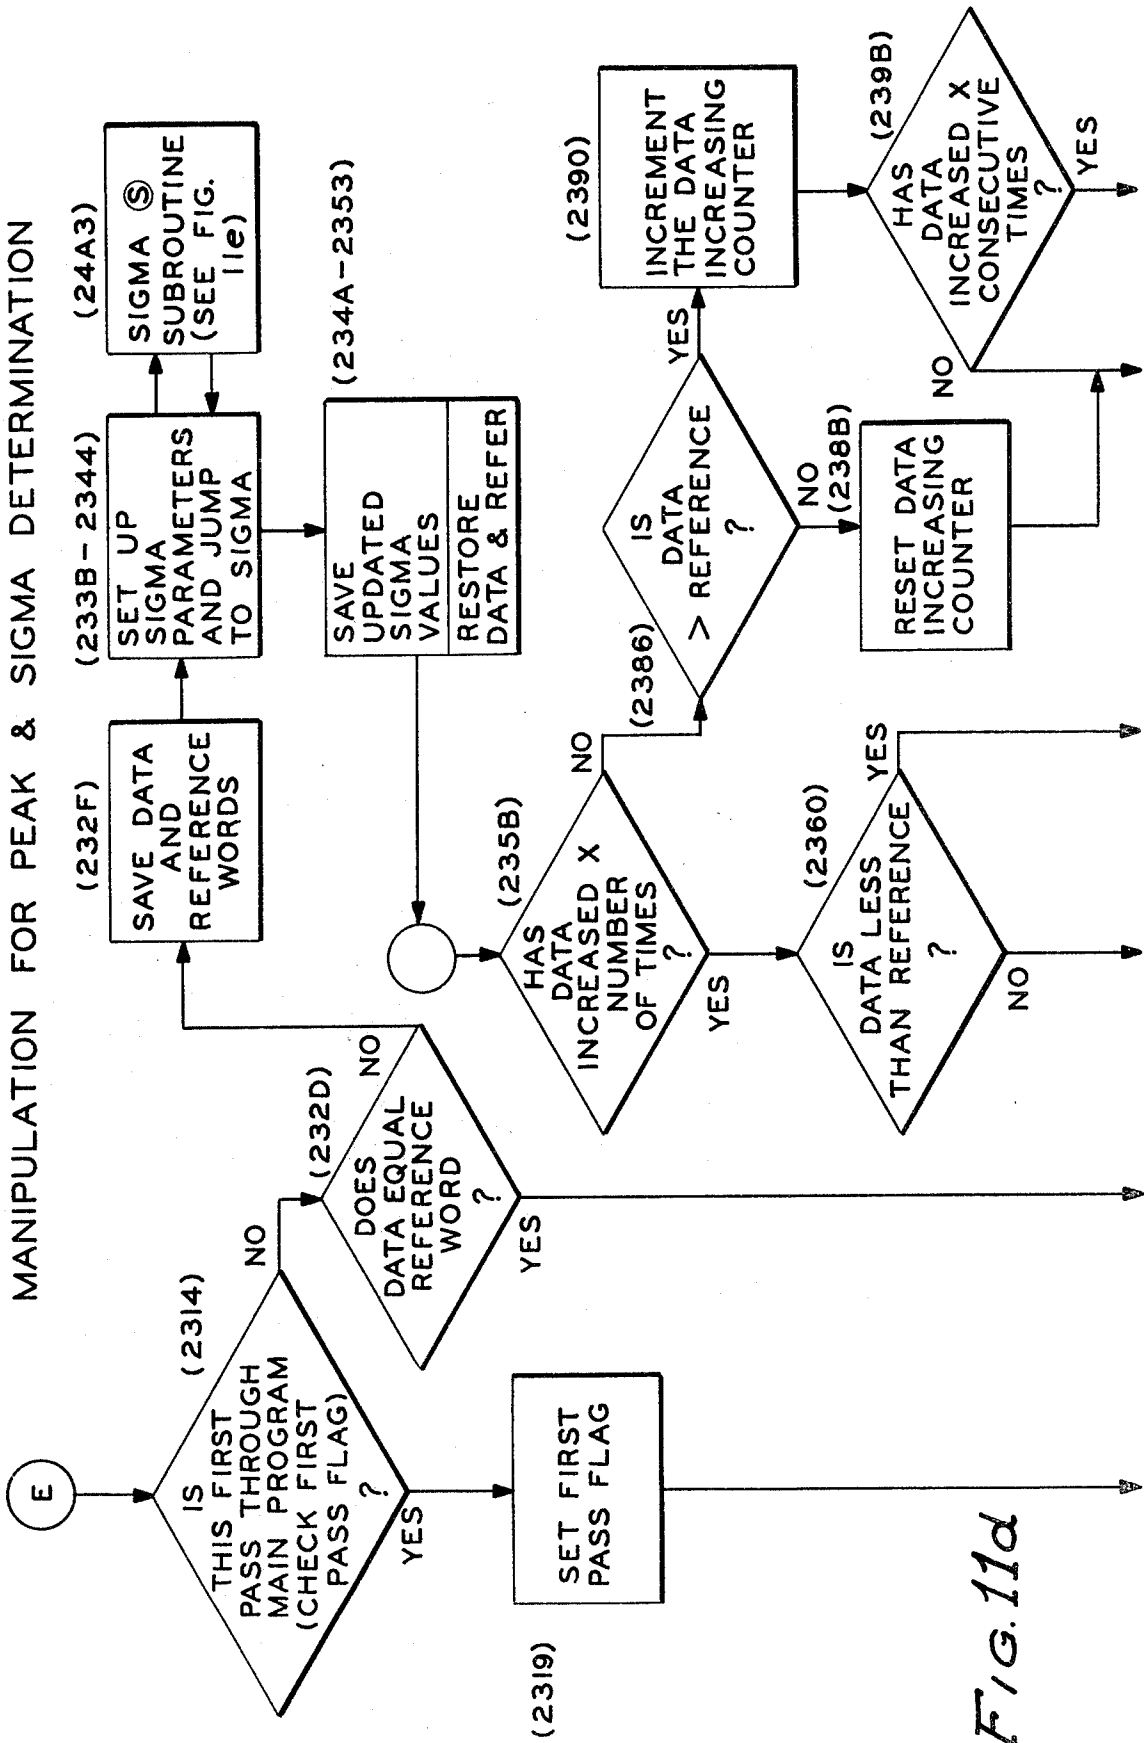 MANIPULATION FOR PEAK & SIGMA DETERMINATION
E
(2314)
IS
THIS FIRST
PASS THROUGH
MAIN PROGRAM
(CHECK FIRST
PASS FLAG)
?
NO
YES
(2319)
SET FIRST
PASS FLAG
(232D)
DOES
DATA EQUAL
REFERENCE
WORD
?
NO
YES
(232F)
SAVE DATA
AND
REFERENCE
WORDS
(233B-2344)
SET UP
SIGMA
PARAMETERS
AND JUMP
TO SIGMA
(24A3)
SIGMA Ⓢ
SUBROUTINE
(SEE FIG.
11e)
(234A-2353)
SAVE
UPDATED
SIGMA
VALUES
RESTORE
DATA & REFER
(235B)
HAS
DATA
INCREASED X
NUMBER
OF TIMES
?
NO
YES
(2360)
IS
DATA LESS
THAN REFERENCE
?
YES
NO
(2386)
IS
DATA
> REFERENCE
?
YES
NO
(238B)
RESET DATA
INCREASING
COUNTER
(2390)
INCREMENT
THE DATA
INCREASING
COUNTER
(239B)
HAS
DATA
INCREASED X
CONSECUTIVE
TIMES
?
NO
YES
FIG. 11d